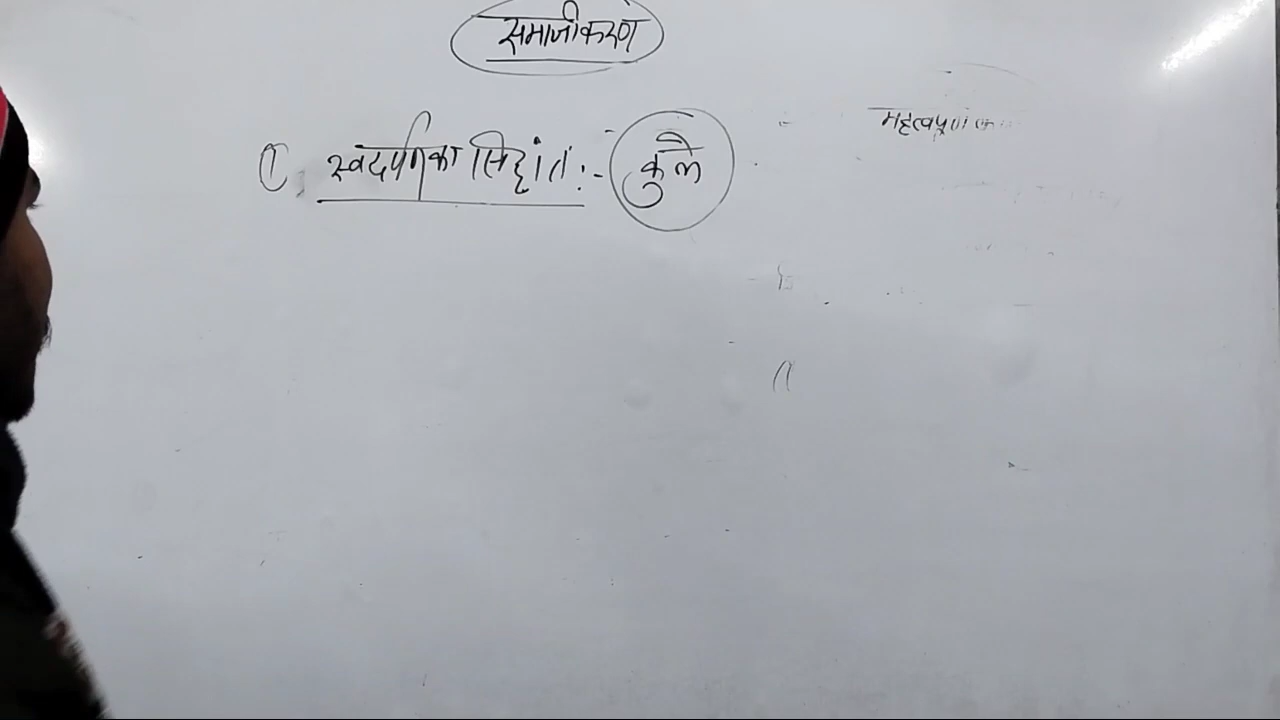 समाजीकरण
① स्वदर्पण का सिद्धांत :- कुले
महत्वपूर्ण